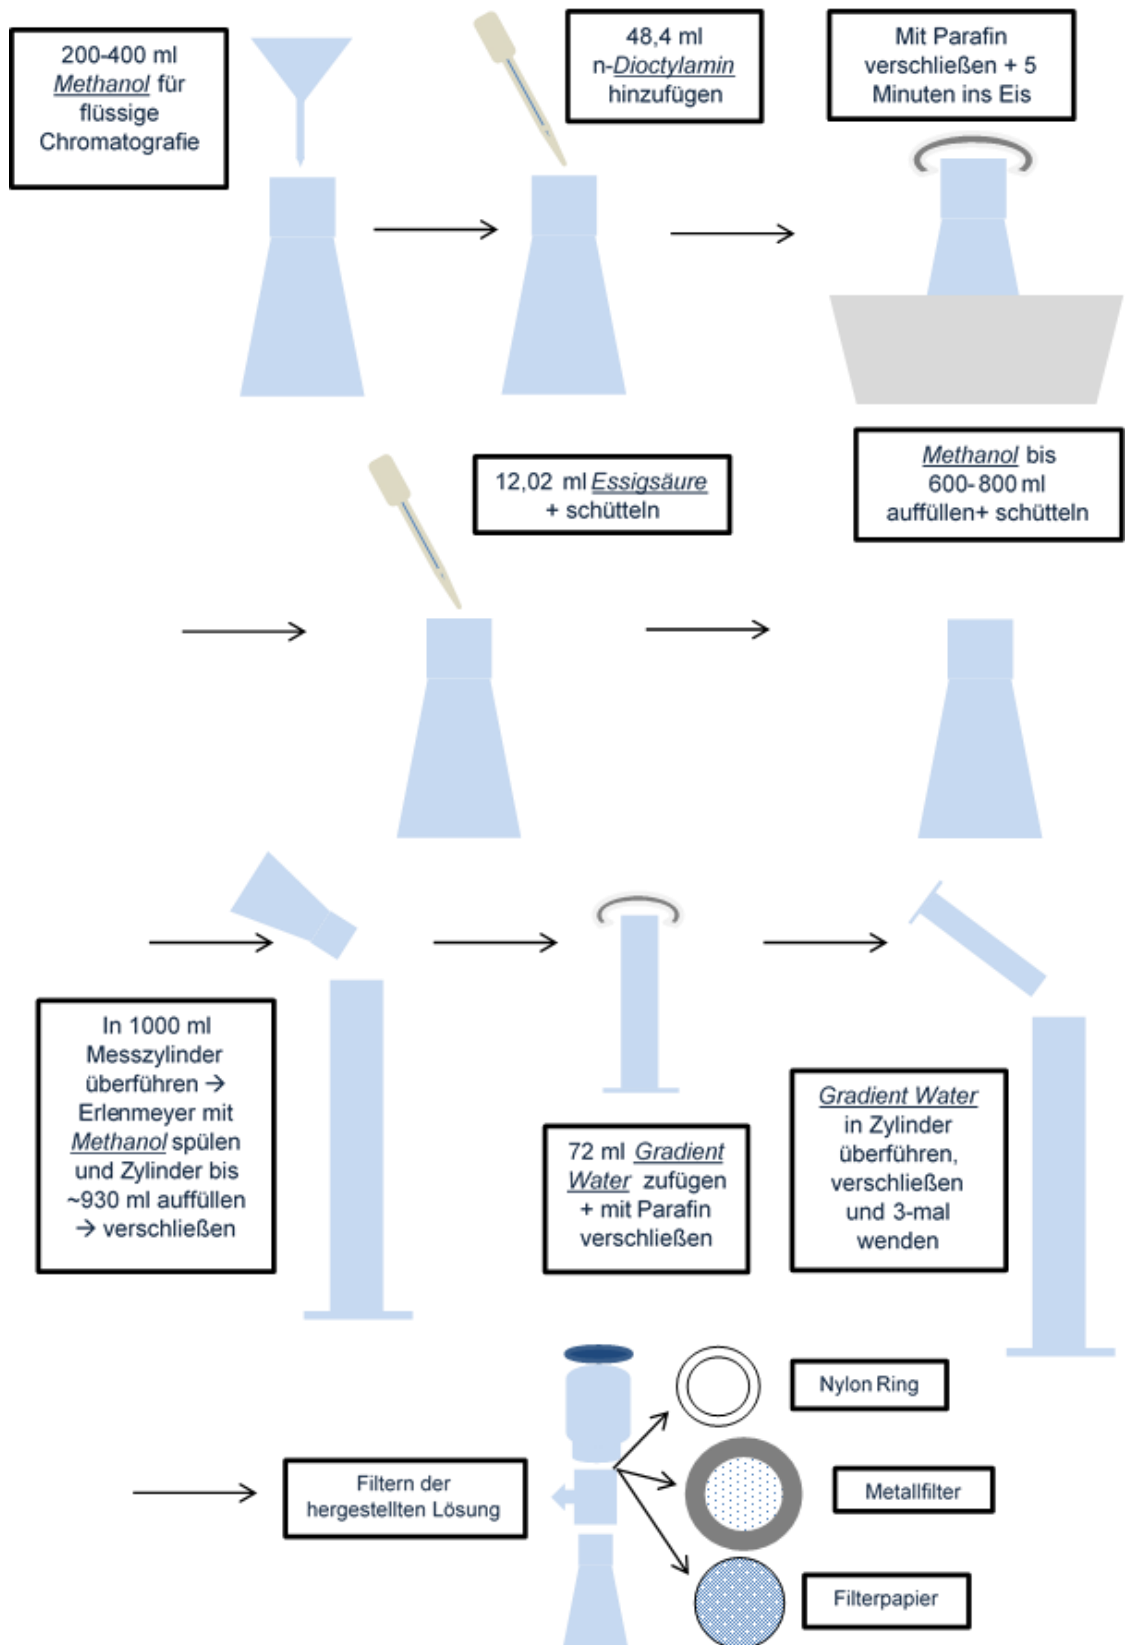 200-400 ml
Methanol für
flüssige
Chromatografie
48,4 ml
n-Dioctylamin
hinzufügen
Mit Parafin
verschließen + 5
Minuten ins Eis
12,02 ml Essigsäure
+ schütteln
Methanol bis
600- 800 ml
auffüllen+ schütteln
In 1000 ml
Messzylinder
überführen →
Erlenmeyer mit
Methanol spülen
und Zylinder bis
~930 ml auffüllen
→ verschließen
72 ml Gradient
Water zufügen
+ mit Parafin
verschließen
Gradient Water
in Zylinder
überführen,
verschließen
und 3-mal
wenden
Filtern der
hergestellten Lösung
Nylon Ring
Metallfilter
Filterpapier